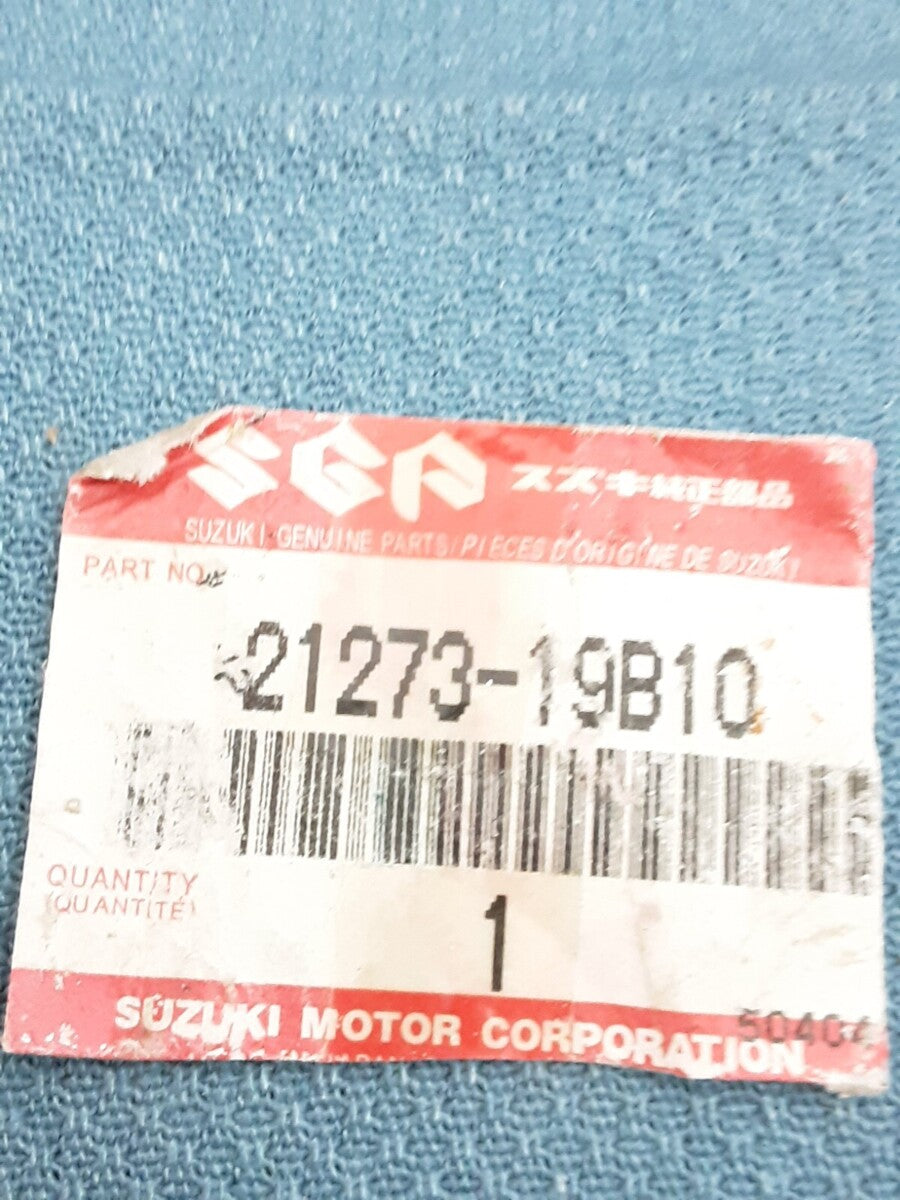 SGP スズキ純正部品
SUZUKI GENUINE PARTS/PIECES D'ORIGINE DE SUZUKI
PART NO.
21273-19B10
QUANTITY
(QUANTITÉ)
1
50404
SUZUKI MOTOR CORPORATION